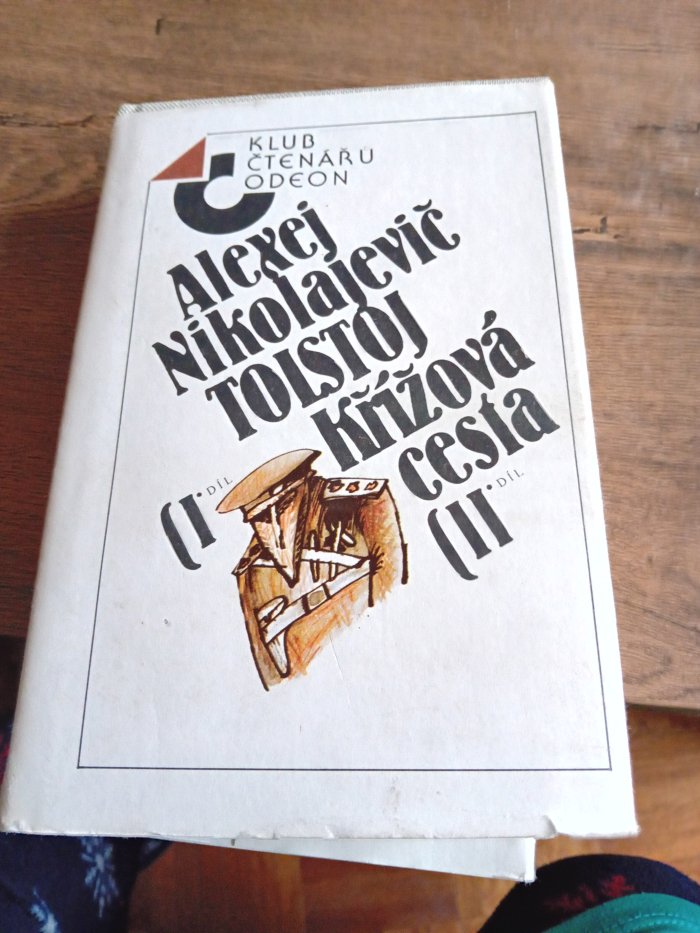 KLUB
ČTENÁŘŮ
ODEON
Alexej
Nikolajevič
TOLSTOJ
Křížová
cesta
(I. DÍL
(II. DÍL